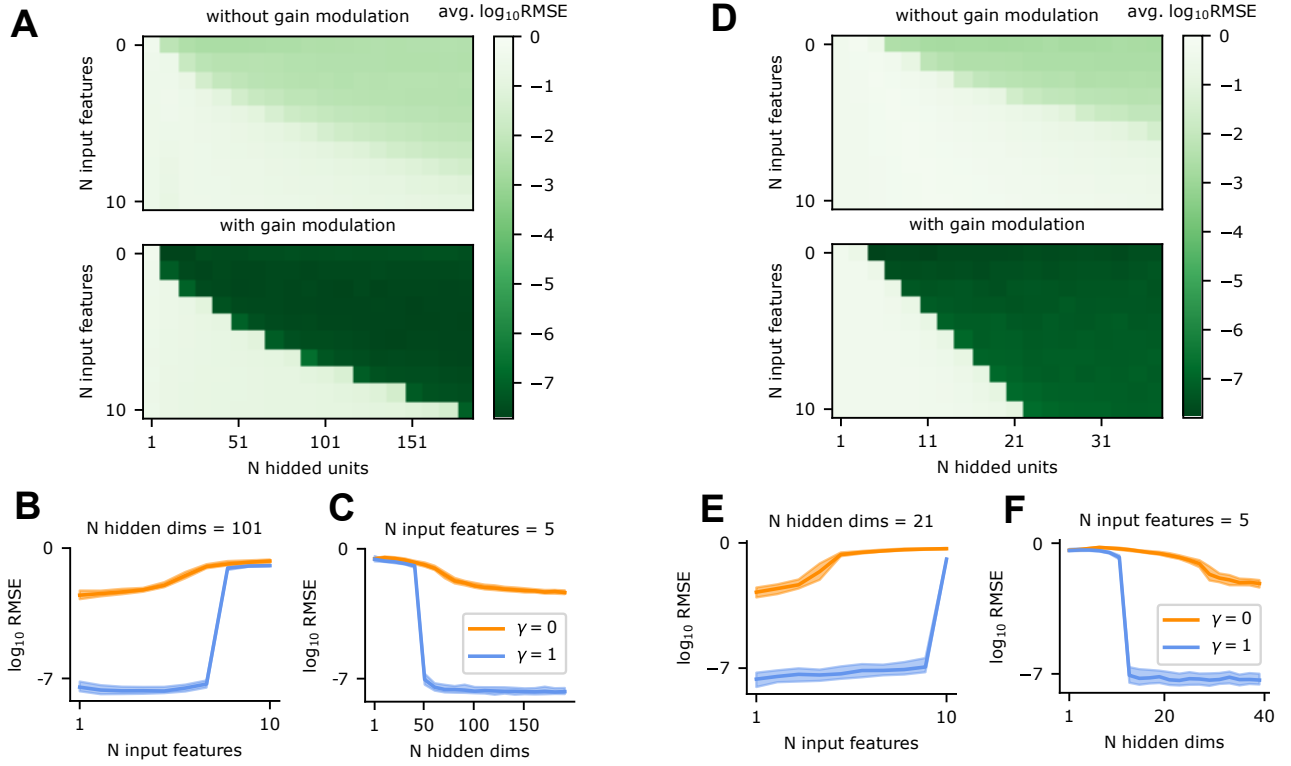 A
without gain modulation
avg. log10RMSE
0
10
N input features
with gain modulation
0
10
N input features
1
51
101
151
N hidded units
0
−1
−2
−3
−4
−5
−6
−7
D
without gain modulation
avg. log10RMSE
0
10
N input features
with gain modulation
0
10
N input features
1
11
21
31
N hidded units
0
−1
−2
−3
−4
−5
−6
−7
B
N hidden dims = 101
0
-7
log10 RMSE
1
10
N input features
C
N input features = 5
0
-7
log10 RMSE
γ = 0
γ = 1
1
50
100
150
N hidden dims
E
N hidden dims = 21
0
−7
log10 RMSE
1
10
N input features
F
N input features = 5
0
−7
log10 RMSE
γ = 0
γ = 1
1
20
40
N hidden dims